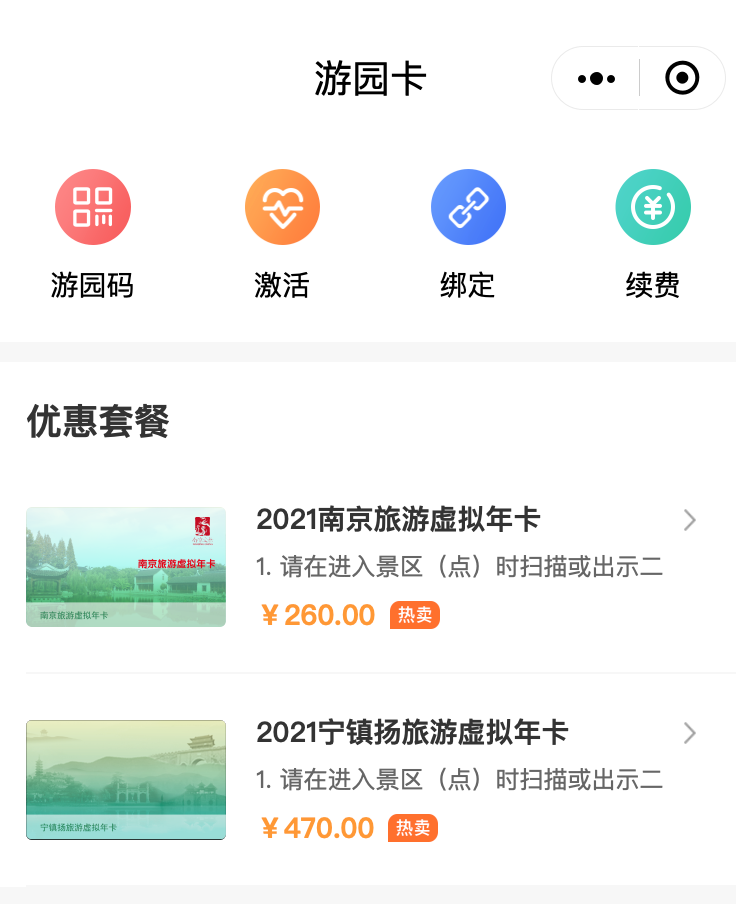 游园卡
游园码 激活 绑定 续费
优惠套餐
南京旅游虚拟年卡
南京旅游虚拟年卡
2021南京旅游虚拟年卡
1. 请在进入景区（点）时扫描或出示二
¥260.00 热卖
宁镇扬旅游虚拟年卡
2021宁镇扬旅游虚拟年卡
1. 请在进入景区（点）时扫描或出示二
¥470.00 热卖